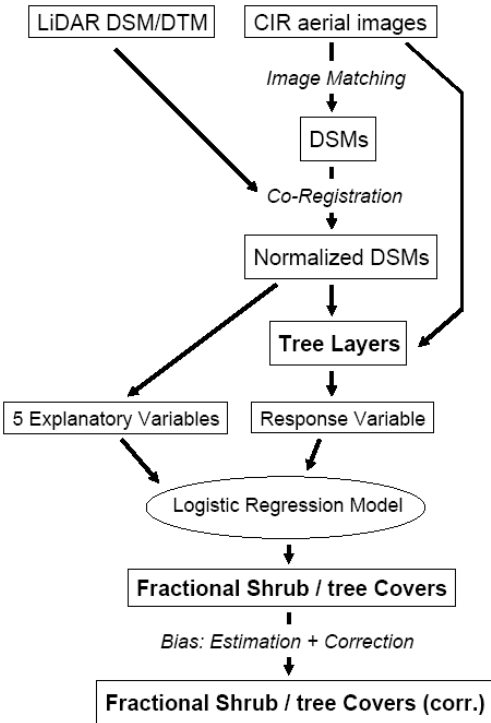 LiDAR DSM/DTM
CIR aerial images
Image Matching
DSMs
Co-Registration
Normalized DSMs
Tree Layers
5 Explanatory Variables
Response Variable
Logistic Regression Model
Fractional Shrub / tree Covers
Bias: Estimation + Correction
Fractional Shrub / tree Covers (corr.)